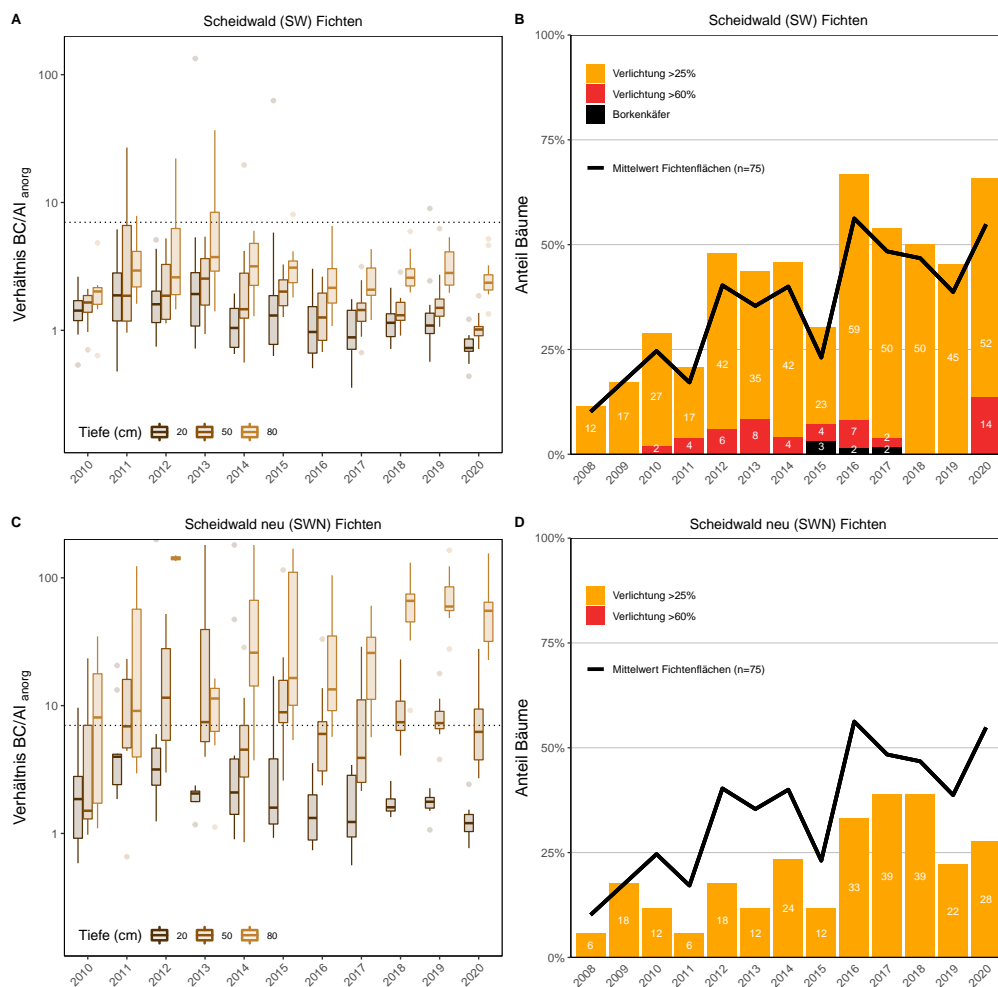 A
Scheidwald (SW) Fichten
Verhältnis BC/Al anorg
100
10
1
Tiefe (cm) 20 50 80
2010 2011 2012 2013 2014 2015 2016 2017 2018 2019 2020
B
Scheidwald (SW) Fichten
Anteil Bäume
100%
75%
50%
25%
0%
Verlichtung >25%
Verlichtung >60%
Borkenkäfer
Mittelwert Fichtenflächen (n=75)
12 17 27 17 42 35 42 23 59 50 50 45 52
2 4 6 8 4 4 7 2 14
3 2 2
2008 2009 2010 2011 2012 2013 2014 2015 2016 2017 2018 2019 2020
C
Scheidwald neu (SWN) Fichten
Verhältnis BC/Al anorg
100
10
1
Tiefe (cm) 20 50 80
2010 2011 2012 2013 2014 2015 2016 2017 2018 2019 2020
D
Scheidwald neu (SWN) Fichten
Anteil Bäume
100%
75%
50%
25%
0%
Verlichtung >25%
Verlichtung >60%
Mittelwert Fichtenflächen (n=75)
6 18 12 6 18 12 24 12 33 39 39 22 28
2008 2009 2010 2011 2012 2013 2014 2015 2016 2017 2018 2019 2020